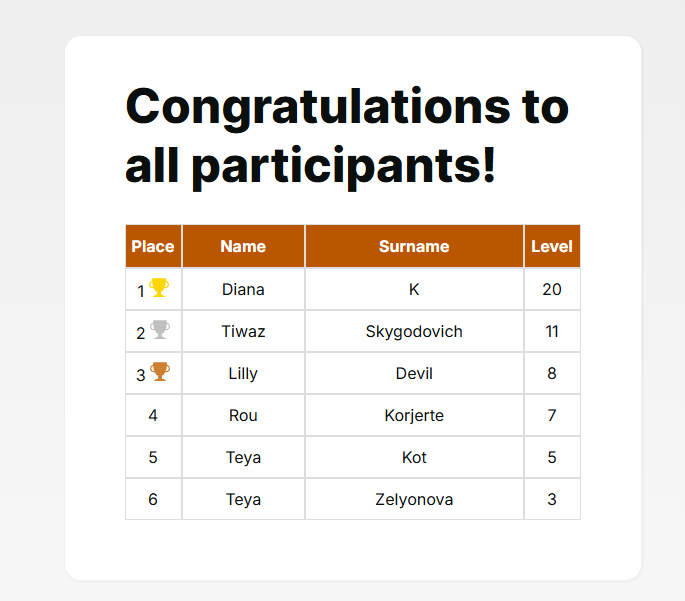 Congratulations to
all participants!
Place Name Surname Level
1 Diana K 20
2 Tiwaz Skygodovich 11
3 Lilly Devil 8
4 Rou Korjerte 7
5 Teya Kot 5
6 Teya Zelyonova 3